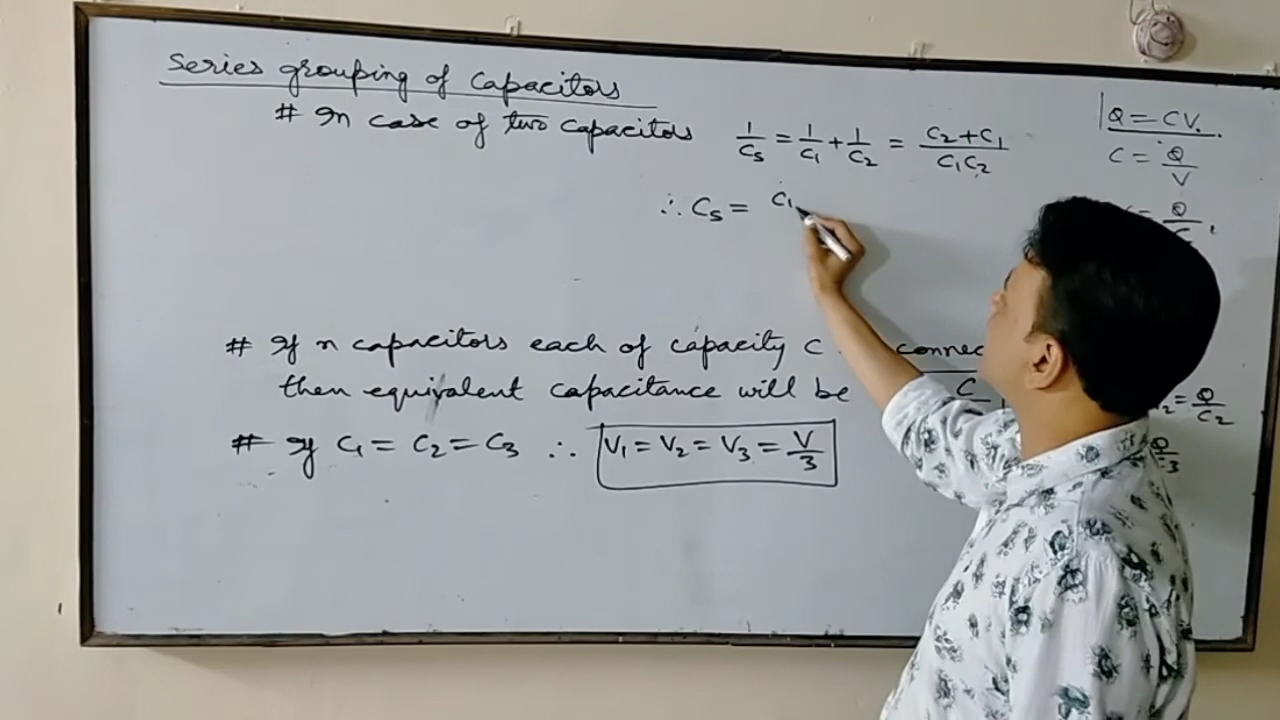 Series grouping of Capacitors
# In case of two capacitors 1/Cs = 1/C1 + 1/C2 = C2+C1/C1C2
∴ Cs = C1
Q = CV.
C = Q/V
= Q/C,
# If n capacitors each of capacity C connec
then equivalent capacitance will be C
# If C1 = C2 = C3 ∴ V1 = V2 = V3 = V/3
2 = Q/C2
Q/3